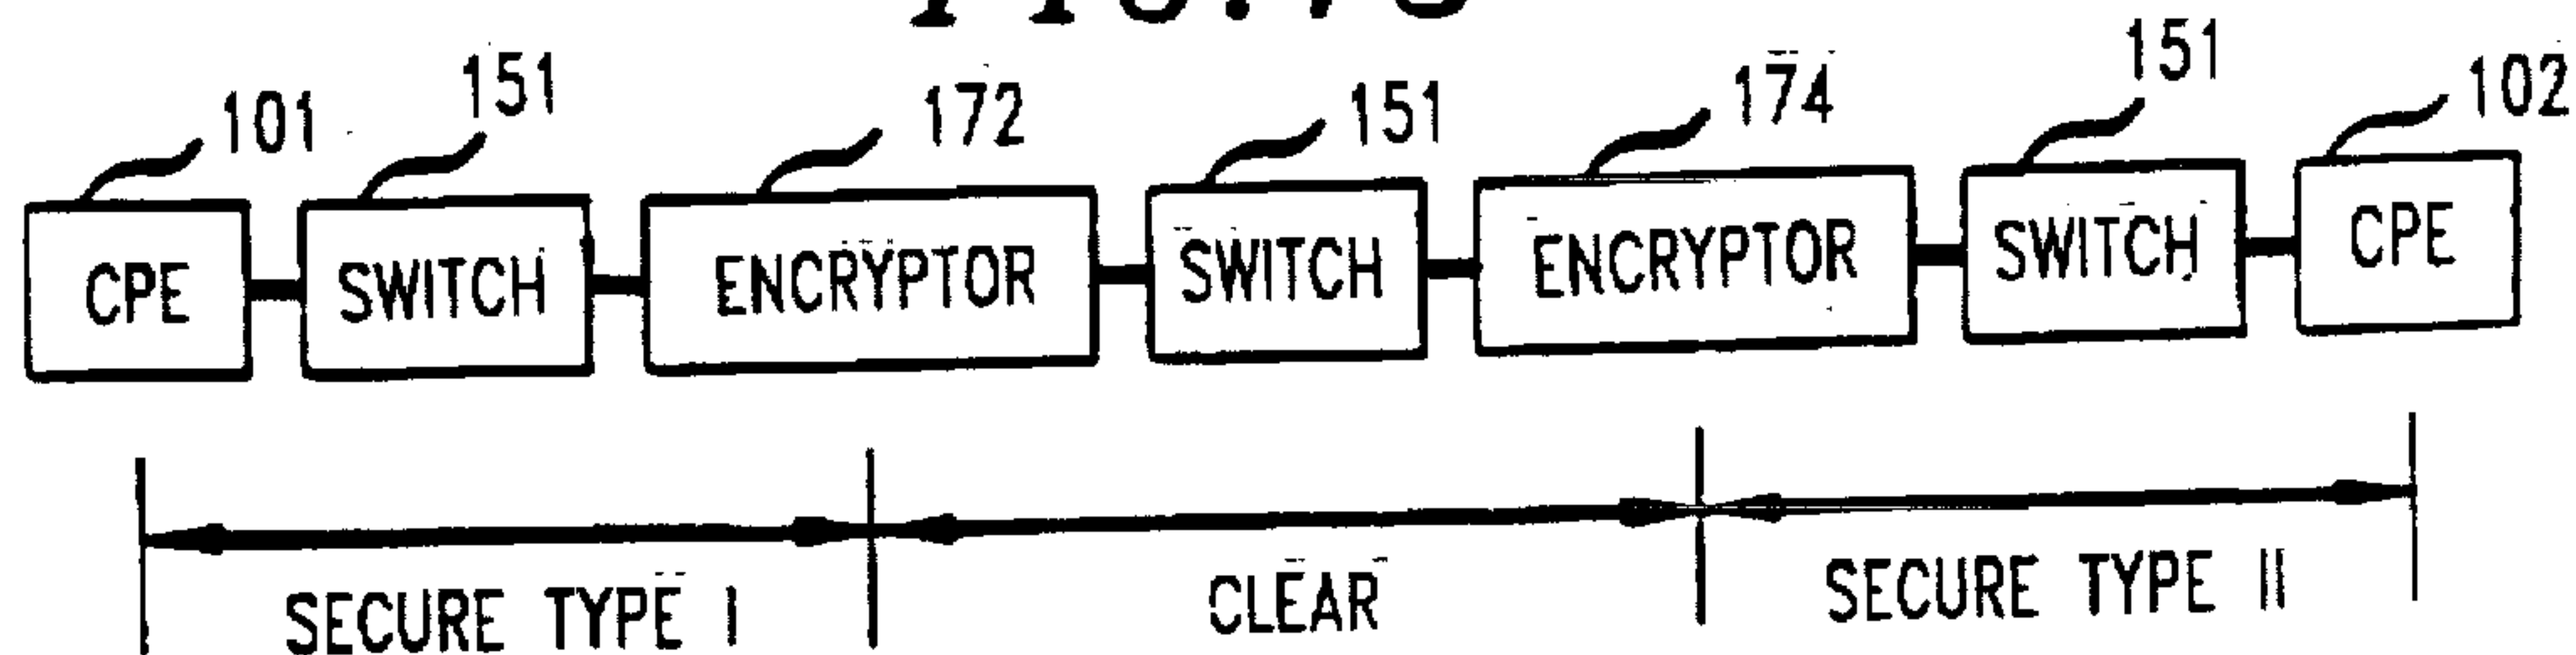 101 151 172 151 174 151 102
CPE SWITCH ENCRYPTOR SWITCH ENCRYPTOR SWITCH CPE
SECURE TYPE I CLEAR SECURE TYPE II